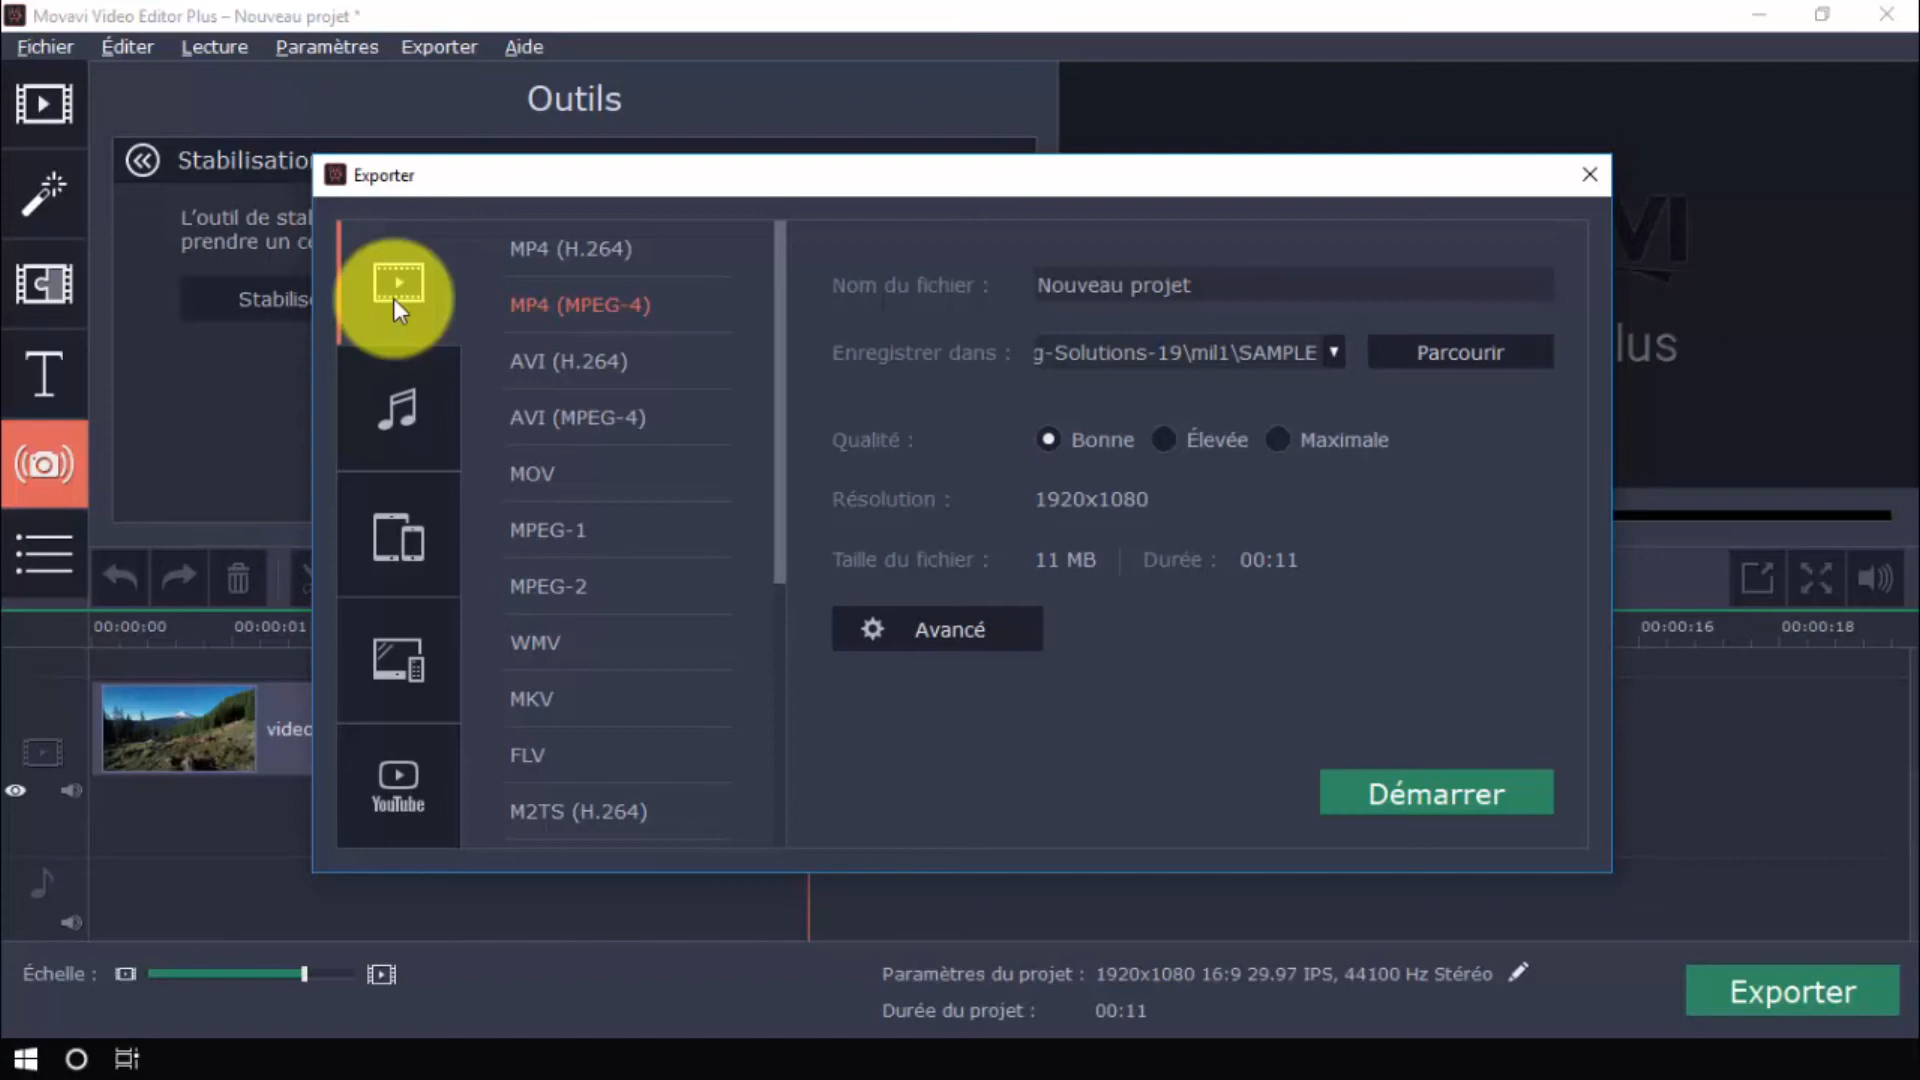 Movavi Video Editor Plus – Nouveau projet *
Fichier Éditer Lecture Paramètres Exporter Aide
Outils
Stabilisation
L'outil de stab
prendre un ce
Stabilise
Exporter
MP4 (H.264)
MP4 (MPEG-4)
AVI (H.264)
AVI (MPEG-4)
MOV
MPEG-1
MPEG-2
WMV
MKV
FLV
M2TS (H.264)
YouTube
Nom du fichier : Nouveau projet
Enregistrer dans : g-Solutions-19\mil1\SAMPLE Parcourir
Qualité : Bonne Élevée Maximale
Résolution : 1920x1080
Taille du fichier : 11 MB Durée : 00:11
Avancé
Démarrer
VI
lus
00:00:00 00:00:01 00:00:16 00:00:18
video
Échelle :
Paramètres du projet : 1920x1080 16:9 29.97 IPS, 44100 Hz Stéréo
Durée du projet : 00:11
Exporter